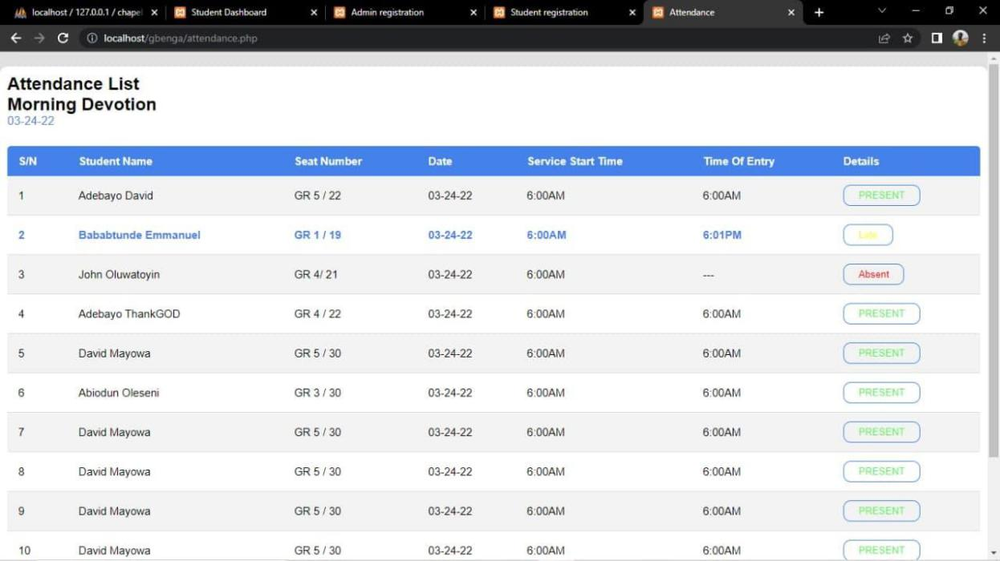 localhost / 127.0.0.1 / chapel
Student Dashboard
Admin registration
Student registration
Attendance
localhost/gbenga/attendance.php
Attendance List
Morning Devotion
03-24-22
S/N Student Name Seat Number Date Service Start Time Time Of Entry Details
1 Adebayo David GR 5 / 22 03-24-22 6:00AM 6:00AM PRESENT
2 Bababtunde Emmanuel GR 1 / 19 03-24-22 6:00AM 6:01PM Late
3 John Oluwatoyin GR 4/ 21 03-24-22 6:00AM --- Absent
4 Adebayo ThankGOD GR 4 / 22 03-24-22 6:00AM 6:00AM PRESENT
5 David Mayowa GR 5 / 30 03-24-22 6:00AM 6:00AM PRESENT
6 Abiodun Oleseni GR 3 / 30 03-24-22 6:00AM 6:00AM PRESENT
7 David Mayowa GR 5 / 30 03-24-22 6:00AM 6:00AM PRESENT
8 David Mayowa GR 5 / 30 03-24-22 6:00AM 6:00AM PRESENT
9 David Mayowa GR 5 / 30 03-24-22 6:00AM 6:00AM PRESENT
10 David Mayowa GR 5 / 30 03-24-22 6:00AM 6:00AM PRESENT